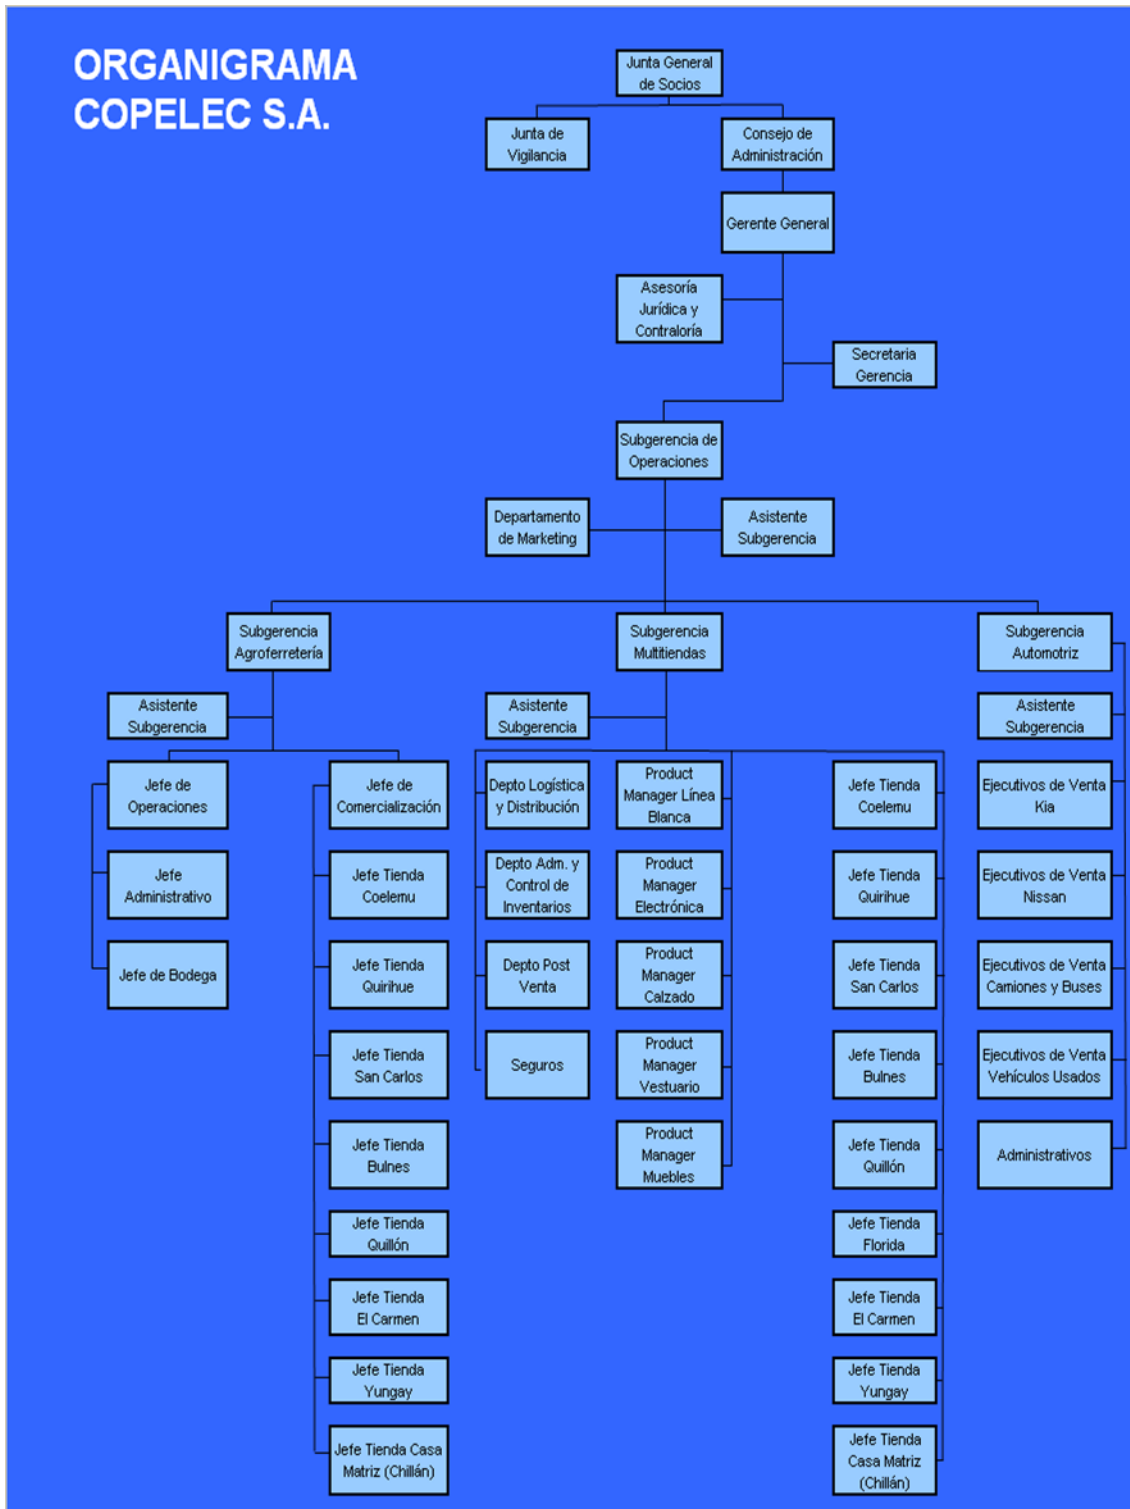 ORGANIGRAMA
COPELEC S.A.
Junta General
de Socios
Junta de
Vigilancia
Consejo de
Administración
Gerente General
Asesoría
Jurídica y
Contraloría
Secretaria
Gerencia
Subgerencia de
Operaciones
Departamento
de Marketing
Asistente
Subgerencia
Subgerencia
Agroferretería
Subgerencia
Multitiendas
Subgerencia
Automotriz
Asistente
Subgerencia
Asistente
Subgerencia
Asistente
Subgerencia
Jefe de
Operaciones
Jefe
Administrativo
Jefe de Bodega
Jefe de
Comercialización
Jefe Tienda
Coelemu
Jefe Tienda
Quirihue
Jefe Tienda
San Carlos
Jefe Tienda
Bulnes
Jefe Tienda
Quillón
Jefe Tienda
El Carmen
Jefe Tienda
Yungay
Jefe Tienda Casa
Matriz (Chillán)
Depto Logística
y Distribución
Depto Adm. y
Control de
Inventarios
Depto Post
Venta
Seguros
Product
Manager Línea
Blanca
Product
Manager
Electrónica
Product
Manager
Calzado
Product
Manager
Vestuario
Product
Manager
Muebles
Jefe Tienda
Coelemu
Jefe Tienda
Quirihue
Jefe Tienda
San Carlos
Jefe Tienda
Bulnes
Jefe Tienda
Quillón
Jefe Tienda
Florida
Jefe Tienda
El Carmen
Jefe Tienda
Yungay
Jefe Tienda
Casa Matriz
(Chillán)
Ejecutivos de Venta
Kia
Ejecutivos de Venta
Nissan
Ejecutivos de Venta
Camiones y Buses
Ejecutivos de Venta
Vehículos Usados
Administrativos